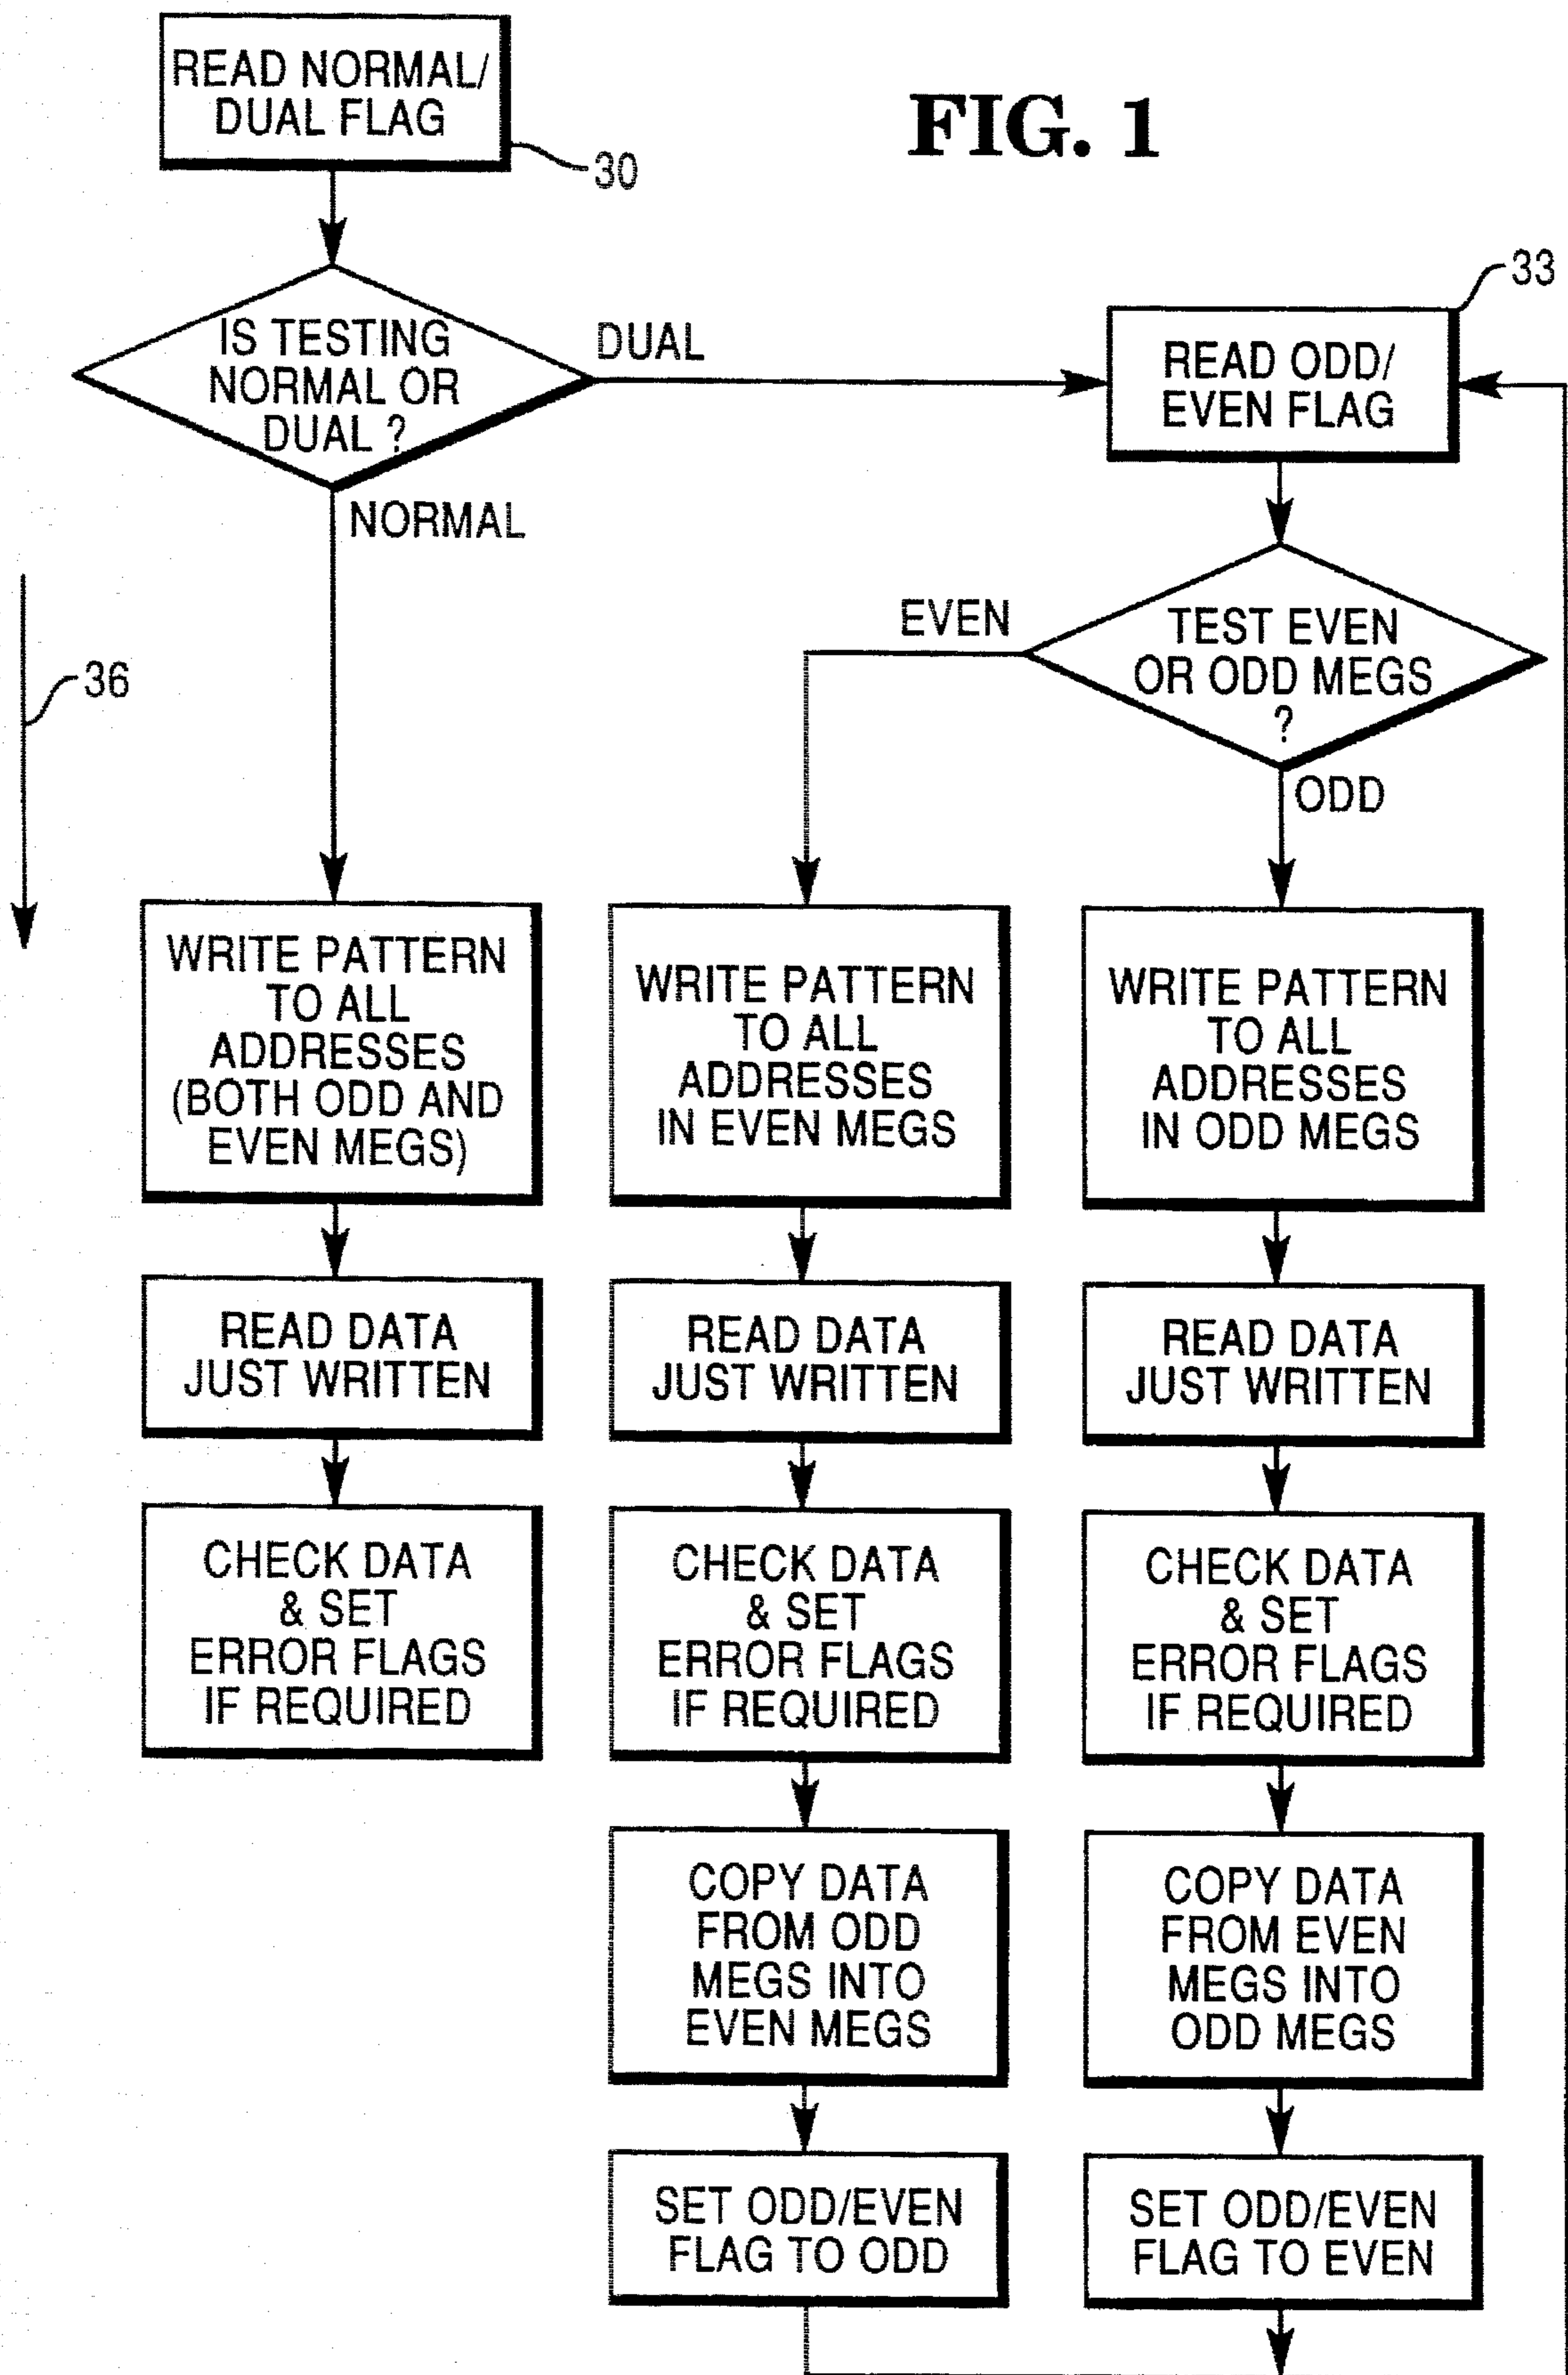 READ NORMAL/
DUAL FLAG
30
FIG. 1
IS TESTING
NORMAL OR
DUAL ?
DUAL
NORMAL
33
READ ODD/
EVEN FLAG
TEST EVEN
OR ODD MEGS
?
EVEN
ODD
36
WRITE PATTERN
TO ALL
ADDRESSES
(BOTH ODD AND
EVEN MEGS)
READ DATA
JUST WRITTEN
CHECK DATA
& SET
ERROR FLAGS
IF REQUIRED
WRITE PATTERN
TO ALL
ADDRESSES
IN EVEN MEGS
READ DATA
JUST WRITTEN
CHECK DATA
& SET
ERROR FLAGS
IF REQUIRED
COPY DATA
FROM ODD
MEGS INTO
EVEN MEGS
SET ODD/EVEN
FLAG TO ODD
WRITE PATTERN
TO ALL
ADDRESSES
IN ODD MEGS
READ DATA
JUST WRITTEN
CHECK DATA
& SET
ERROR FLAGS
IF REQUIRED
COPY DATA
FROM EVEN
MEGS INTO
ODD MEGS
SET ODD/EVEN
FLAG TO EVEN